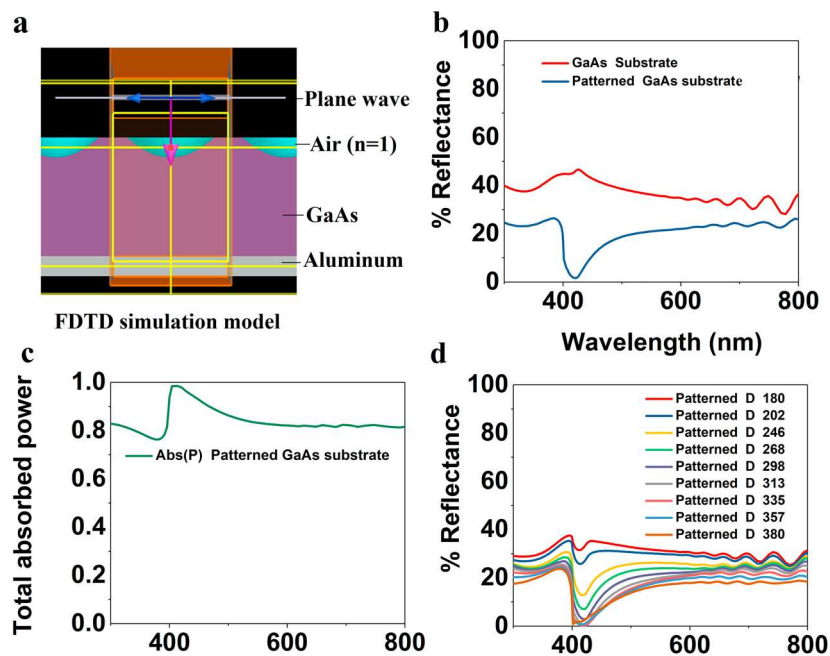 a
Plane wave
Air (n=1)
GaAs
Aluminum
FDTD simulation model
b
GaAs Substrate
Patterned GaAs substrate
% Reflectance
100
80
60
40
20
0
400
600
800
Wavelength (nm)
c
Total absorbed power
1.0
0.8
0.6
0.4
0.2
0.0
Abs(P) Patterned GaAs substrate
400
600
800
d
% Reflectance
100
80
60
40
20
0
Patterned D 180
Patterned D 202
Patterned D 246
Patterned D 268
Patterned D 298
Patterned D 313
Patterned D 335
Patterned D 357
Patterned D 380
400
600
800